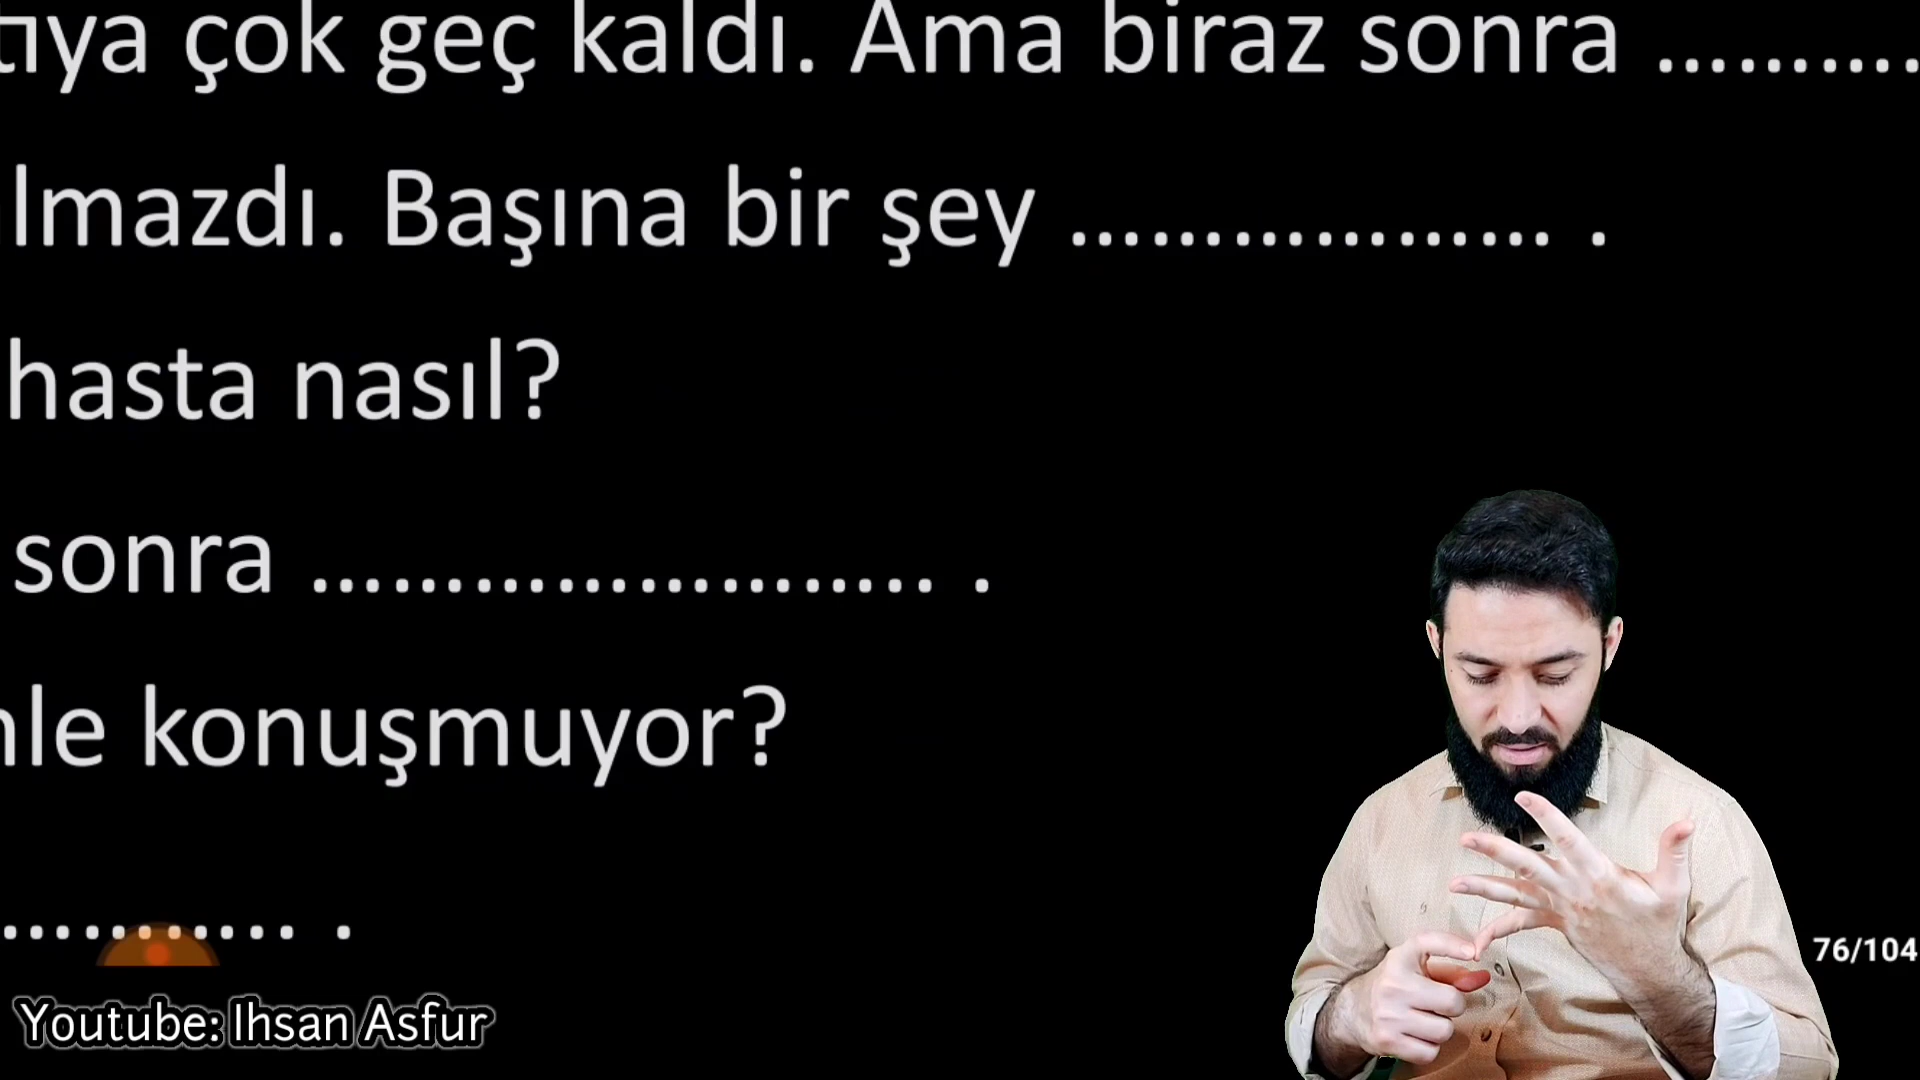 tıya çok geç kaldı. Ama biraz sonra ..........
lmazdı. Başına bir şey .................. .
hasta nasıl?
sonra ....................... .
nle konuşmuyor?
........... .
76/104
Youtube: Ihsan Asfur